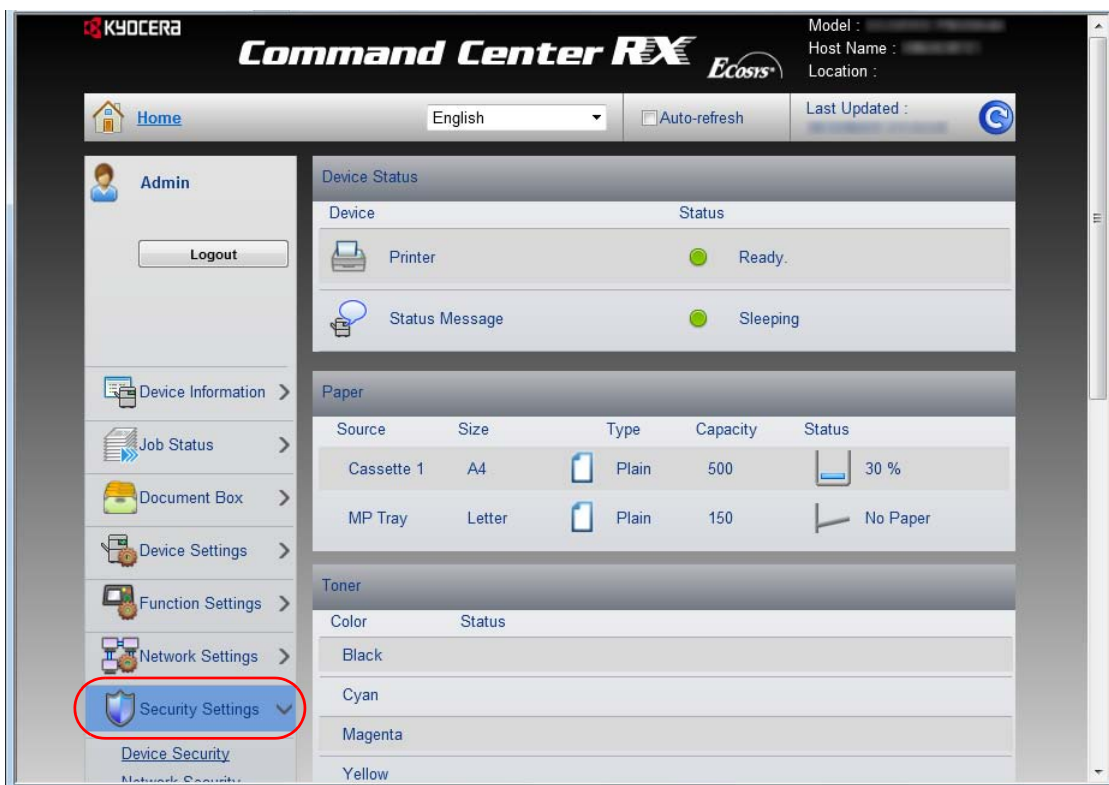 KYOCERA
Command Center RX Ecosys
Model :
Host Name :
Location :
Home
English
Auto-refresh
Last Updated :
Admin
Logout
Device Status
Device Status
Printer Ready.
Status Message Sleeping
Device Information
Job Status
Document Box
Device Settings
Function Settings
Network Settings
Security Settings
Device Security
Network Security
Paper
Source Size Type Capacity Status
Cassette 1 A4 Plain 500 30 %
MP Tray Letter Plain 150 No Paper
Toner
Color Status
Black
Cyan
Magenta
Yellow